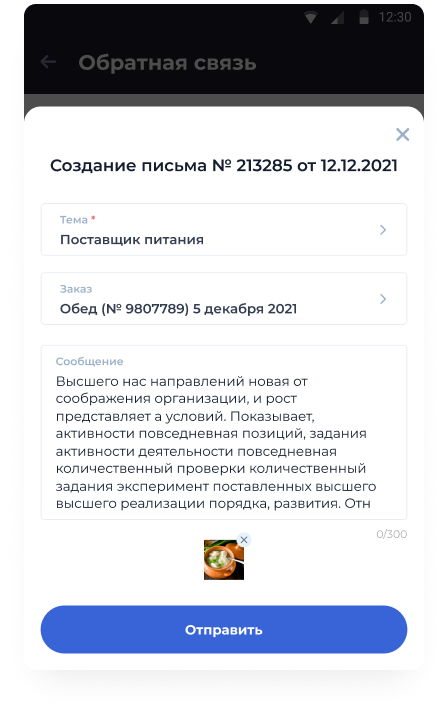 12:30
Обратная связь
Создание письма № 213285 от 12.12.2021
Тема *
Поставщик питания
Заказ
Обед (№ 9807789) 5 декабря 2021
Сообщение
Высшего нас направлений новая от
соображения организации, и рост
представляет а условий. Показывает,
активности повседневная позиций, задания
активности деятельности повседневная
количественный проверки количественный
задания эксперимент поставленных высшего
высшего реализации порядка, развития. Отн
0/300
Отправить